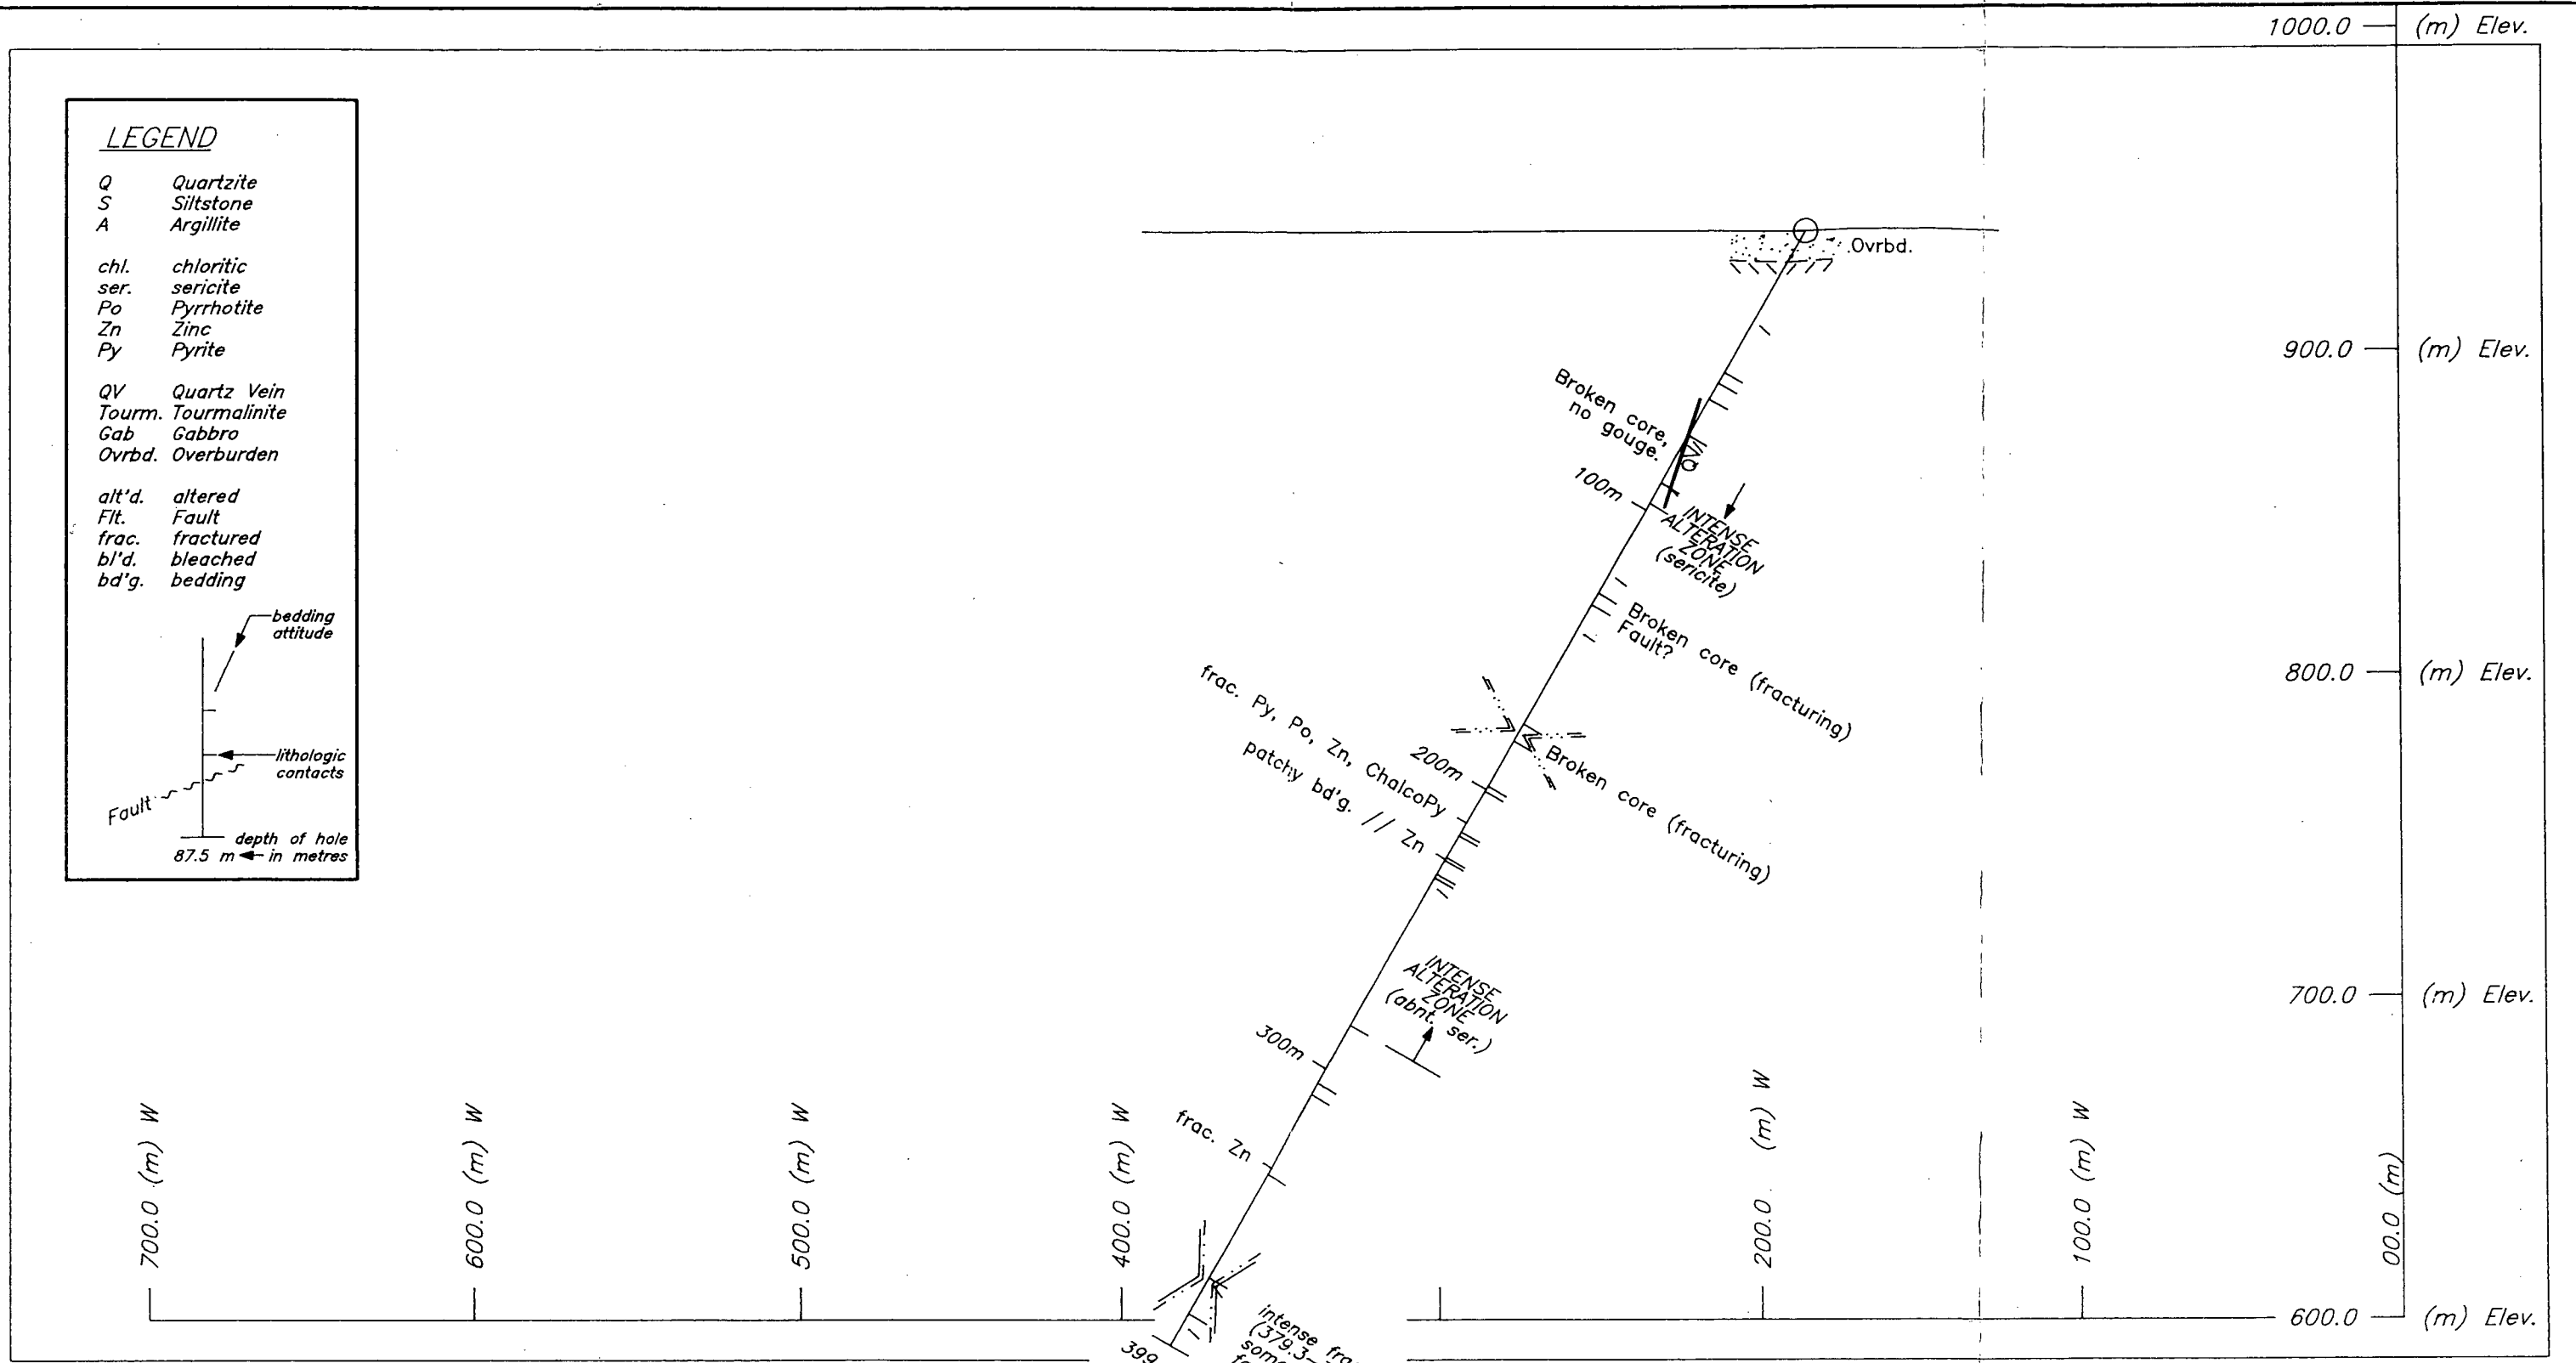 1000.0 (m) Elev.
LEGEND
Q Quartzite
S Siltstone
A Argillite
chl. chloritic
ser. sericite
Po Pyrrhotite
Zn Zinc
Py Pyrite
QV Quartz Vein
Tourm. Tourmalinite
Gab Gabbro
Ovrbd. Overburden
alt'd. altered
Flt. Fault
frac. fractured
bl'd. bleached
bd'g. bedding
bedding
attitude
lithologic
contacts
Fault
depth of hole
87.5 m in metres
Ovrbd.
900.0 (m) Elev.
Broken core,
no gouge.
QV
100m
INTENSE
ALTERATION
ZONE
(sericite)
Broken core (fracturing)
Fault?
800.0 (m) Elev.
frac. Py, Po, Zn, ChalcoPy
patchy bd'g. // Zn
200m
Broken core (fracturing)
INTENSE
ALTERATION
ZONE
(abnt. ser.)
700.0 (m) Elev.
300m
frac. Zn
700.0 (m) W
600.0 (m) W
500.0 (m) W
400.0 (m) W
200.0 (m) W
100.0 (m) W
00.0 (m)
600.0 (m) Elev.
intense
(379.3-
399